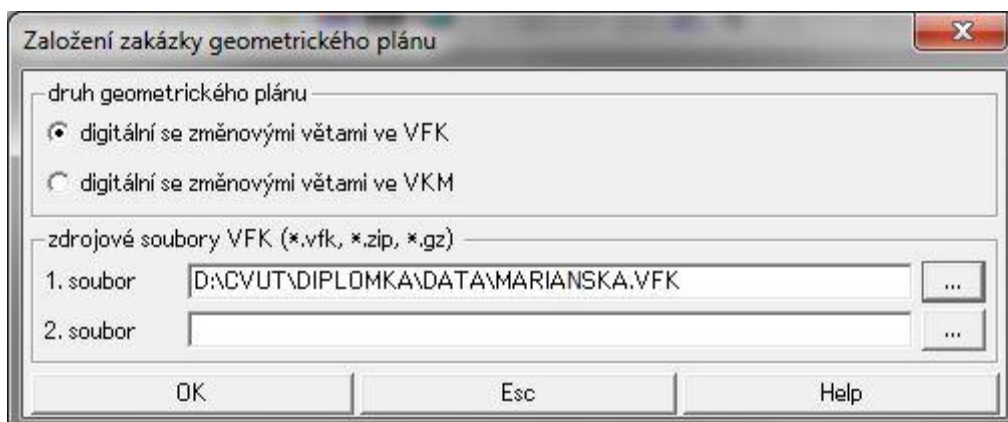 Založení zakázky geometrického plánu
druh geometrického plánu
digitální se změnovými větami ve VFK
digitální se změnovými větami ve VKM
zdrojové soubory VFK (*.vfk, *.zip, *.gz)
1. soubor D:\CVUT\DIPLOMKA\DATA\MARIANSKA.VFK ...
2. soubor ...
OK Esc Help